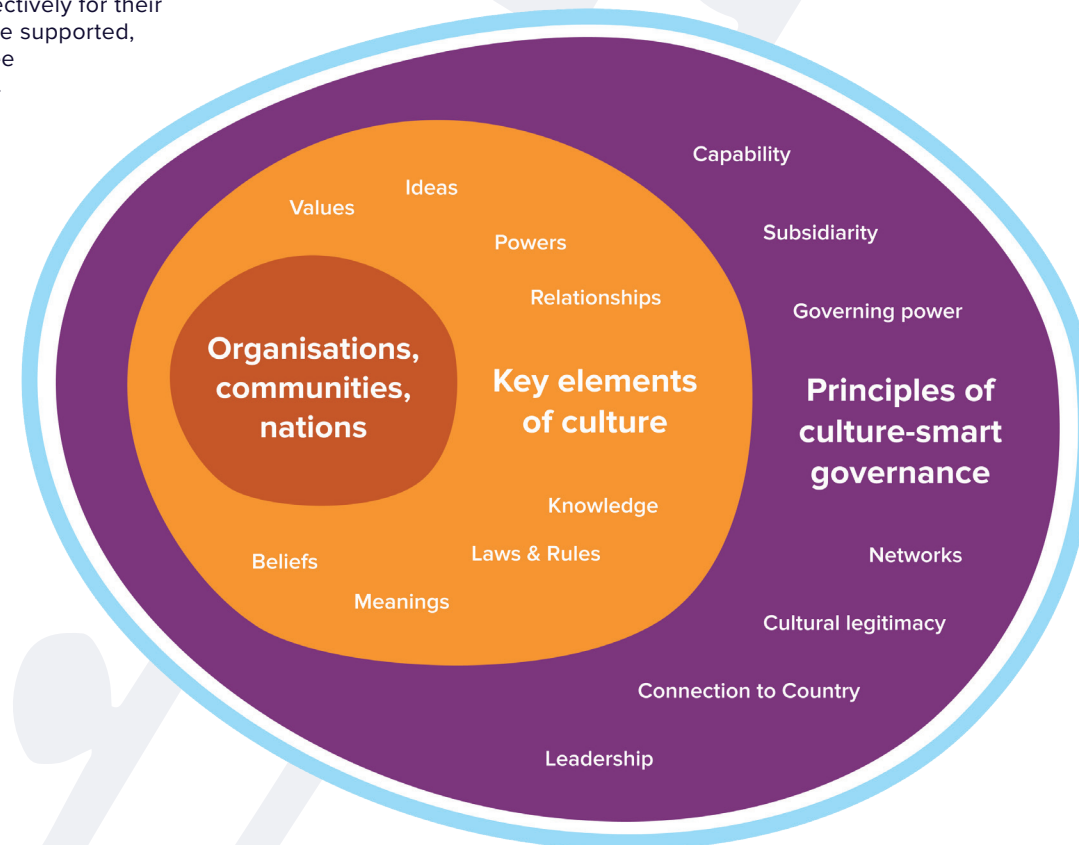 for their
supported,
Capability
Ideas
Values
Subsidiarity
Powers
Relationships
Governing power
Organisations,
communities,
nations
Key elements
of culture
Principles of
culture-smart
governance
Knowledge
Laws & Rules
Beliefs
Meanings
Networks
Cultural legitimacy
Connection to Country
Leadership